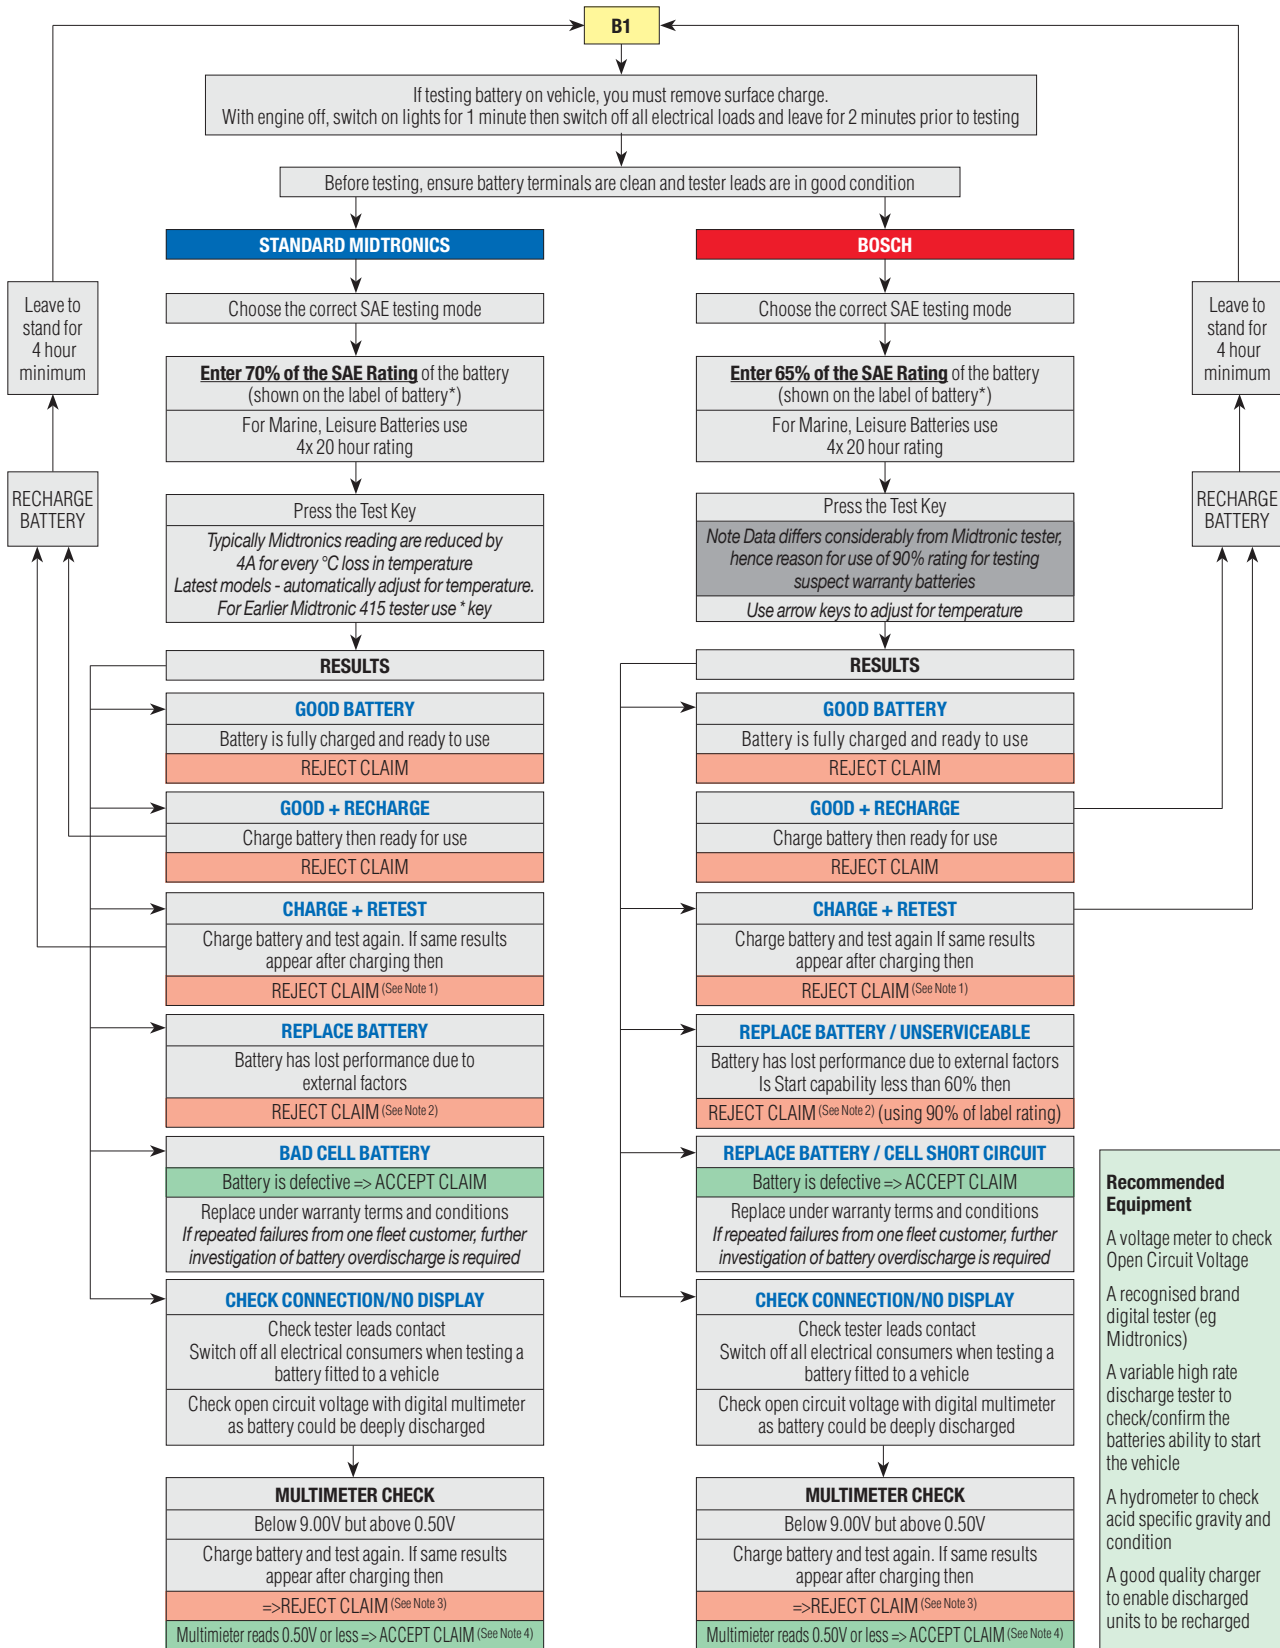 B1
If testing battery on vehicle, you must remove surface charge.
With engine off, switch on lights for 1 minute then switch off all electrical loads and leave for 2 minutes prior to testing
Before testing, ensure battery terminals are clean and tester leads are in good condition
Leave to
stand for
4 hour
minimum
RECHARGE
BATTERY
STANDARD MIDTRONICS
Choose the correct SAE testing mode
Enter 70% of the SAE Rating of the battery
(shown on the label of battery*)
For Marine, Leisure Batteries use
4x 20 hour rating
Press the Test Key
Typically Midtronics reading are reduced by
4A for every °C loss in temperature
Latest models - automatically adjust for temperature.
For Earlier Midtronic 415 tester use * key
RESULTS
GOOD BATTERY
Battery is fully charged and ready to use
REJECT CLAIM
GOOD + RECHARGE
Charge battery then ready for use
REJECT CLAIM
CHARGE + RETEST
Charge battery and test again. If same results
appear after charging then
REJECT CLAIM (See Note 1)
REPLACE BATTERY
Battery has lost performance due to
external factors
REJECT CLAIM (See Note 2)
BAD CELL BATTERY
Battery is defective => ACCEPT CLAIM
Replace under warranty terms and conditions
If repeated failures from one fleet customer, further
investigation of battery overdischarge is required
CHECK CONNECTION/NO DISPLAY
Check tester leads contact
Switch off all electrical consumers when testing a
battery fitted to a vehicle
Check open circuit voltage with digital multimeter
as battery could be deeply discharged
MULTIMETER CHECK
Below 9.00V but above 0.50V
Charge battery and test again. If same results
appear after charging then
=>REJECT CLAIM (See Note 3)
Multimieter reads 0.50V or less => ACCEPT CLAIM (See Note 4)
BOSCH
Choose the correct SAE testing mode
Enter 65% of the SAE Rating of the battery
(shown on the label of battery*)
For Marine, Leisure Batteries use
4x 20 hour rating
Press the Test Key
Note Data differs considerably from Midtronic tester,
hence reason for use of 90% rating for testing
suspect warranty batteries
Use arrow keys to adjust for temperature
RESULTS
GOOD BATTERY
Battery is fully charged and ready to use
REJECT CLAIM
GOOD + RECHARGE
Charge battery then ready for use
REJECT CLAIM
CHARGE + RETEST
Charge battery and test again If same results
appear after charging then
REJECT CLAIM (See Note 1)
REPLACE BATTERY / UNSERVICEABLE
Battery has lost performance due to external factors
Is Start capability less than 60% then
REJECT CLAIM (See Note 2) (using 90% of label rating)
REPLACE BATTERY / CELL SHORT CIRCUIT
Battery is defective => ACCEPT CLAIM
Replace under warranty terms and conditions
If repeated failures from one fleet customer, further
investigation of battery overdischarge is required
CHECK CONNECTION/NO DISPLAY
Check tester leads contact
Switch off all electrical consumers when testing a
battery fitted to a vehicle
Check open circuit voltage with digital multimeter
as battery could be deeply discharged
MULTIMETER CHECK
Below 9.00V but above 0.50V
Charge battery and test again. If same results
appear after charging then
=>REJECT CLAIM (See Note 3)
Multimieter reads 0.50V or less => ACCEPT CLAIM (See Note 4)
Leave to
stand for
4 hour
minimum
RECHARGE
BATTERY
Recommended
Equipment
A voltage meter to check
Open Circuit Voltage
A recognised brand
digital tester (eg
Midtronics)
A variable high rate
discharge tester to
check/confirm the
batteries ability to start
the vehicle
A hydrometer to check
acid specific gravity and
condition
A good quality charger
to enable discharged
units to be recharged